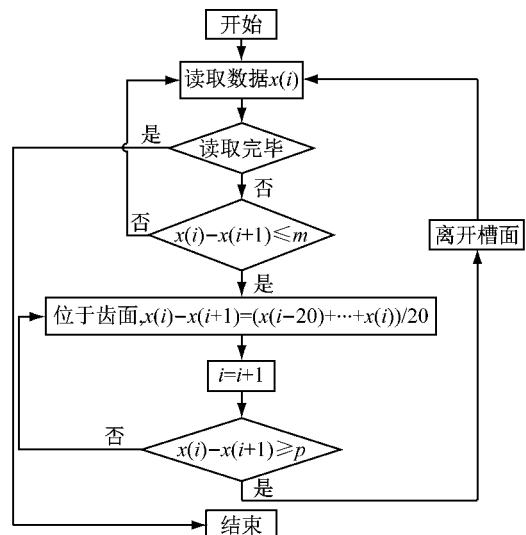 开始
读取数据x(i)
是
读取完毕
否
否
x(i)-x(i+1)≤m
离开槽面
是
位于齿面,x(i)-x(i+1)=(x(i-20)+···+x(i))/20
i=i+1
否
x(i)-x(i+1)≥p
是
结束